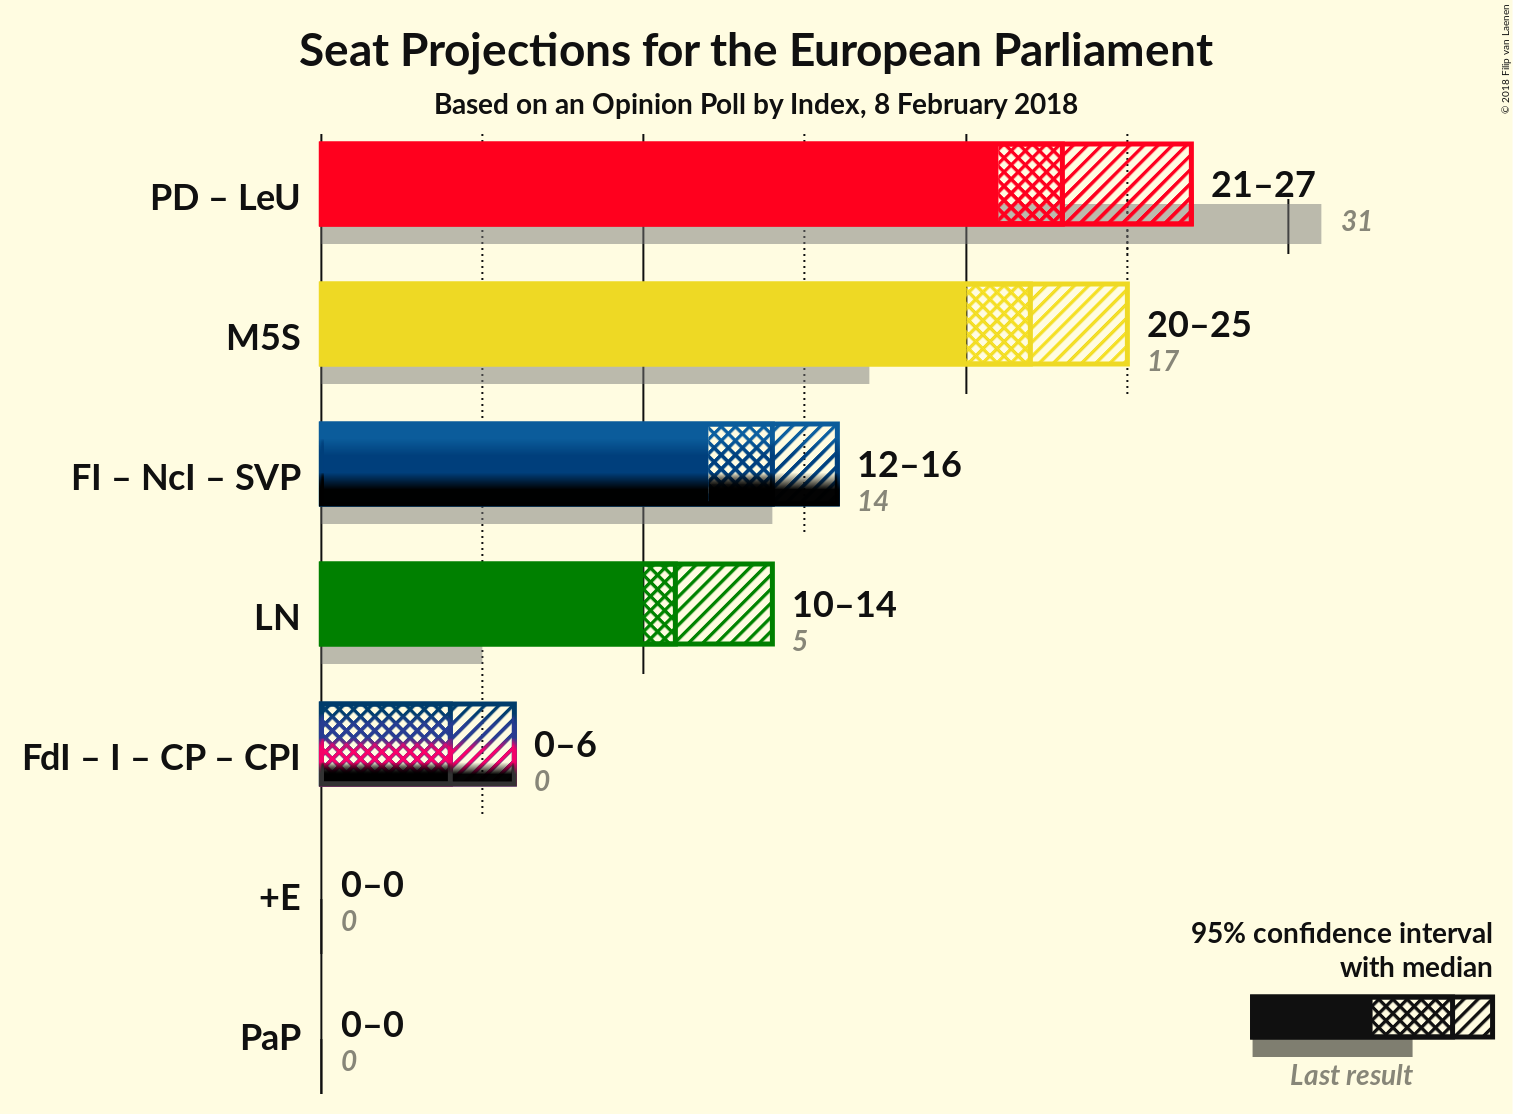 Seat Projections for the European Parliament
Based on an Opinion Poll by Index, 8 February 2018
© 2018 Filip van Laenen
PD – LeU
21–27
31
M5S
20–25
17
FI – NcI – SVP
12–16
14
LN
10–14
5
FdI – I – CP – CPI
0–6
0
+E
0–0
0
PaP
0–0
0
95% confidence interval
with median
Last result